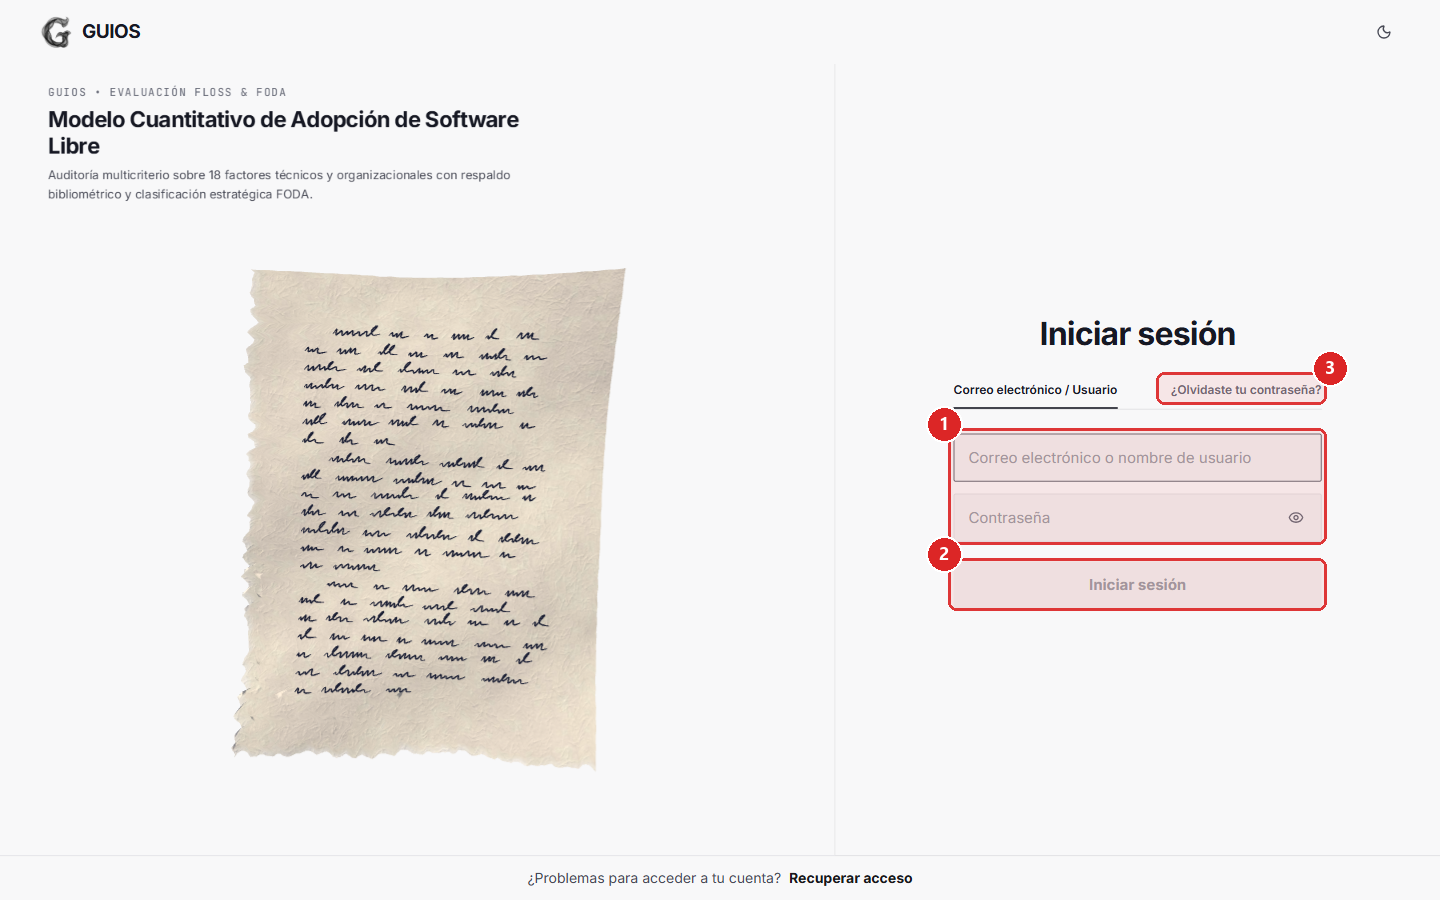 GUIOS
GUIOS • EVALUACIÓN FLOSS & FODA
Modelo Cuantitativo de Adopción de Software
Libre
Auditoría multicriterio sobre 18 factores técnicos y organizacionales con respaldo
bibliométrico y clasificación estratégica FODA.
Iniciar sesión
3
Correo electrónico / Usuario
¿Olvidaste tu contraseña?
1
Correo electrónico o nombre de usuario
Contraseña
2
Iniciar sesión
¿Problemas para acceder a tu cuenta? Recuperar acceso